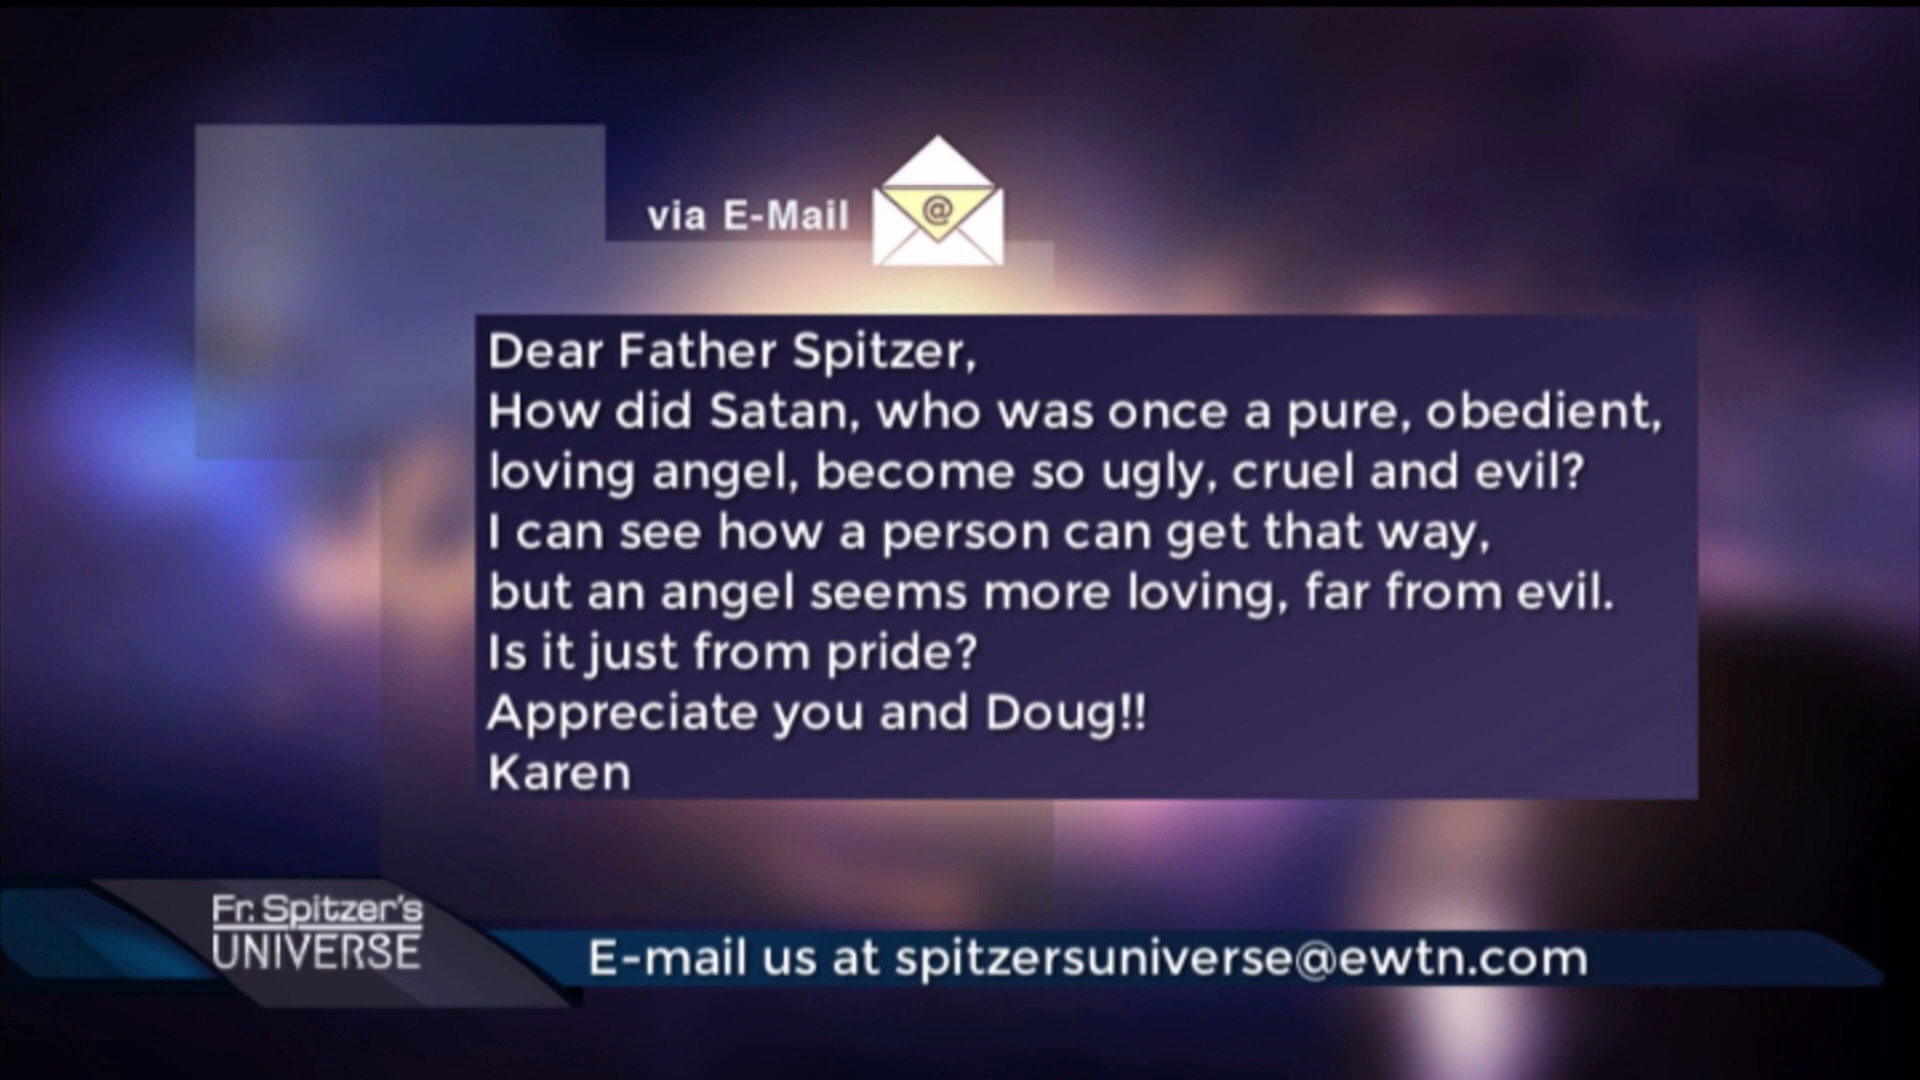 via E-Mail
@
Dear Father Spitzer,
How did Satan, who was once a pure, obedient,
loving angel, become so ugly, cruel and evil?
I can see how a person can get that way,
but an angel seems more loving, far from evil.
Is it just from pride?
Appreciate you and Doug!!
Karen
Fr. Spitzer's
UNIVERSE
E-mail us at spitzersuniverse@ewtn.com